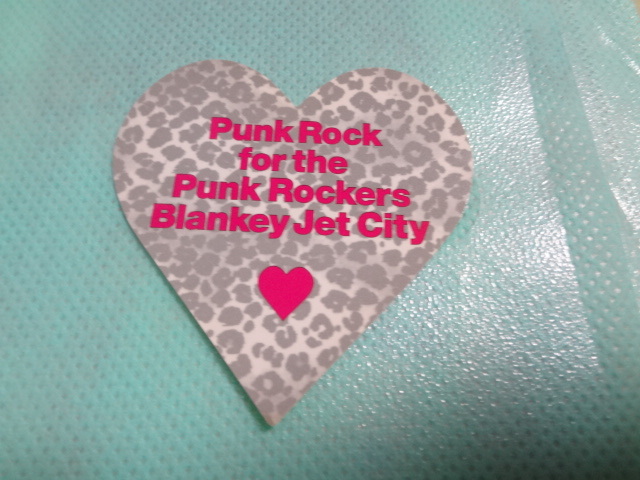 Punk Rock
for the
Punk Rockers
Blankey Jet City